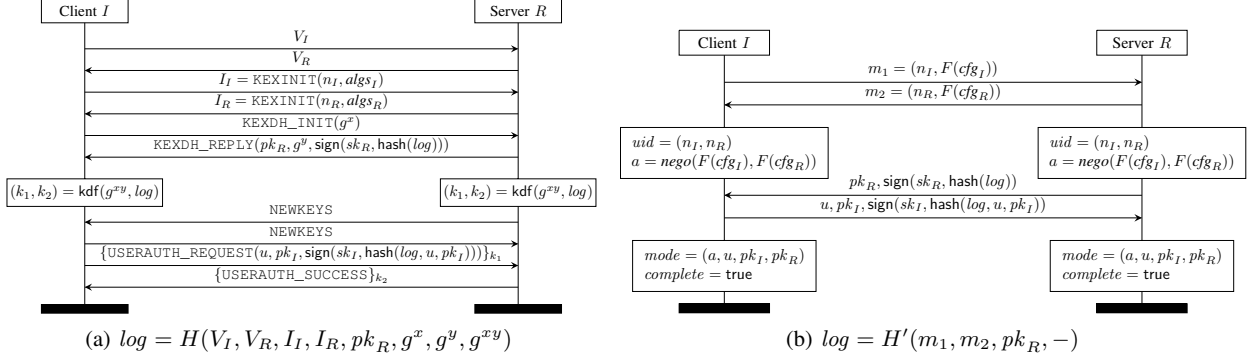 Client I
Server R
V_I
V_R
I_I = KEXINIT(n_I, algs_I)
I_R = KEXINIT(n_R, algs_R)
KEXDH_INIT(g^x)
KEXDH_REPLY(pk_R, g^y, sign(sk_R, hash(log)))
(k_1, k_2) = kdf(g^{xy}, log)
(k_1, k_2) = kdf(g^{xy}, log)
NEWKEYS
NEWKEYS
{USERAUTH_REQUEST(u, pk_I, sign(sk_I, hash(log, u, pk_I)))}_{k_1}
{USERAUTH_SUCCESS}_{k_2}
(a) log = H(V_I, V_R, I_I, I_R, pk_R, g^x, g^y, g^{xy})
Client I
Server R
m_1 = (n_I, F(cfg_I))
m_2 = (n_R, F(cfg_R))
uid = (n_I, n_R)
a = nego(F(cfg_I), F(cfg_R))
uid = (n_I, n_R)
a = nego(F(cfg_I), F(cfg_R))
pk_R, sign(sk_R, hash(log))
u, pk_I, sign(sk_I, hash(log, u, pk_I))
mode = (a, u, pk_I, pk_R)
complete = true
mode = (a, u, pk_I, pk_R)
complete = true
(b) log = H'(m_1, m_2, pk_R, −)